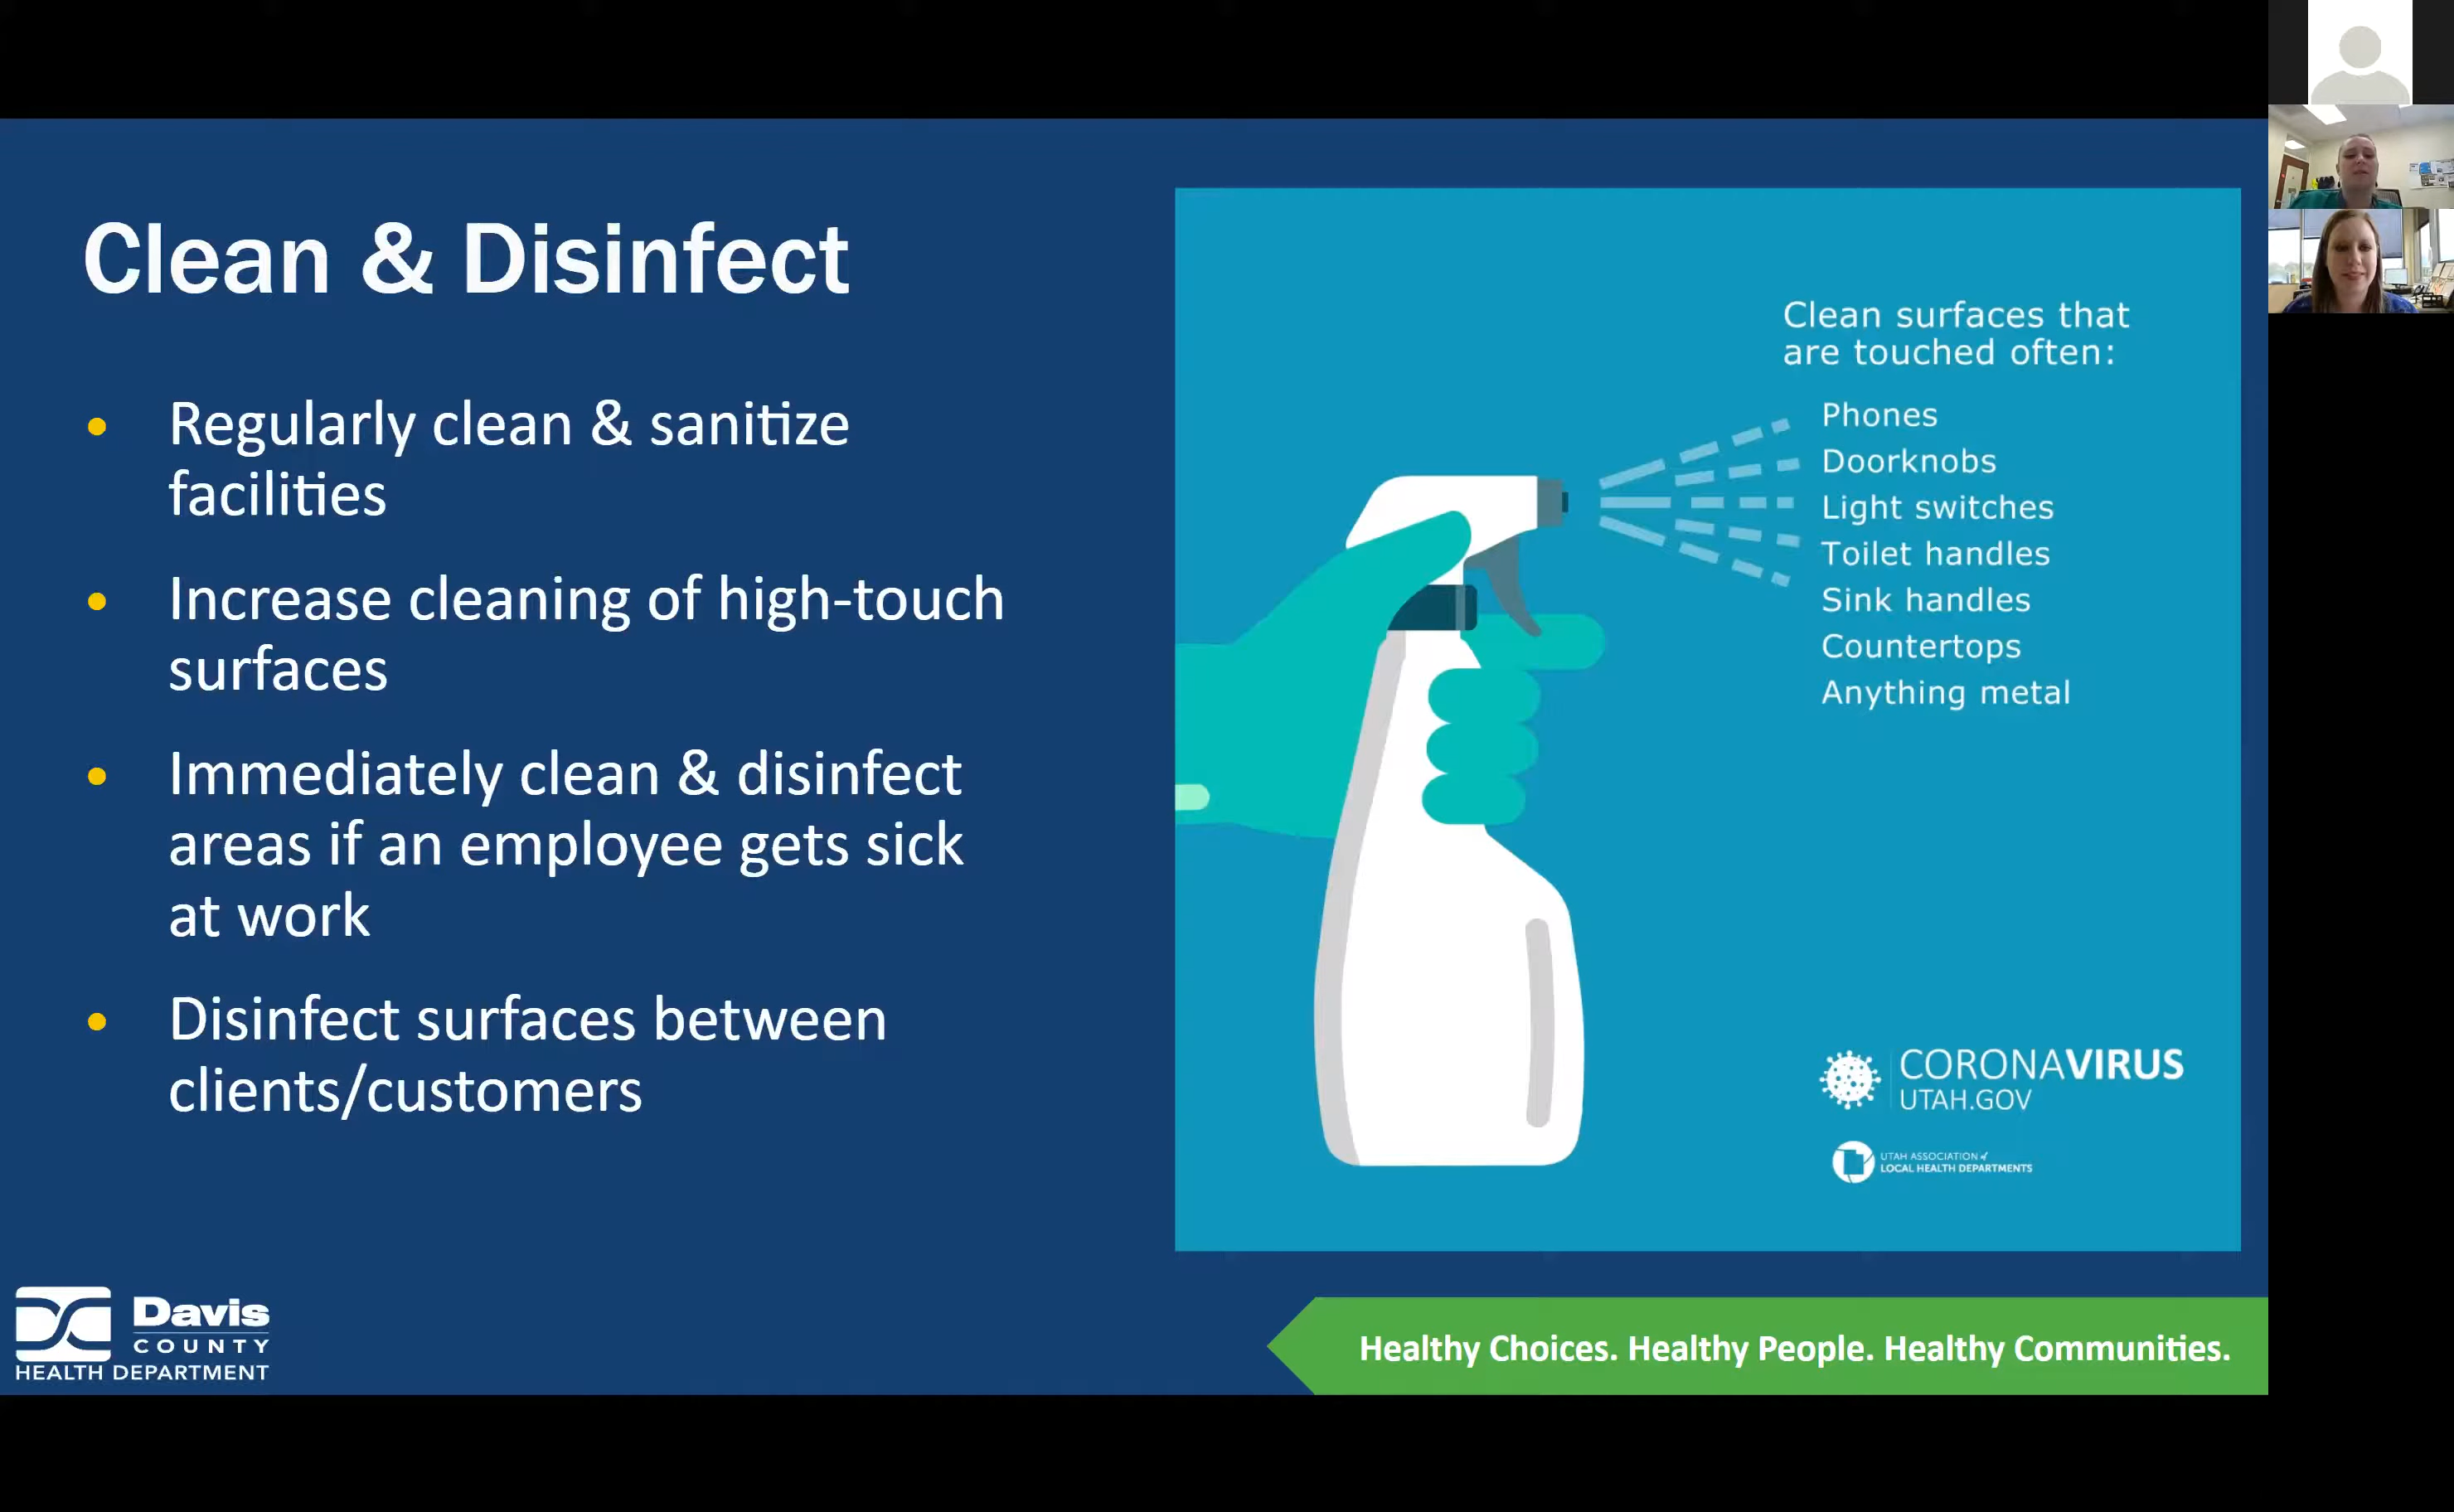 Clean & Disinfect
Regularly clean & sanitize
facilities
Increase cleaning of high-touch
surfaces
Immediately clean & disinfect
areas if an employee gets sick
at work
Disinfect surfaces between
clients/customers
Clean surfaces that
are touched often:
Phones
Doorknobs
Light switches
Toilet handles
Sink handles
Countertops
Anything metal
CORONAVIRUS
UTAH.GOV
UTAH ASSOCIATION of
LOCAL HEALTH DEPARTMENTS
Davis
COUNTY
HEALTH DEPARTMENT
Healthy Choices. Healthy People. Healthy Communities.